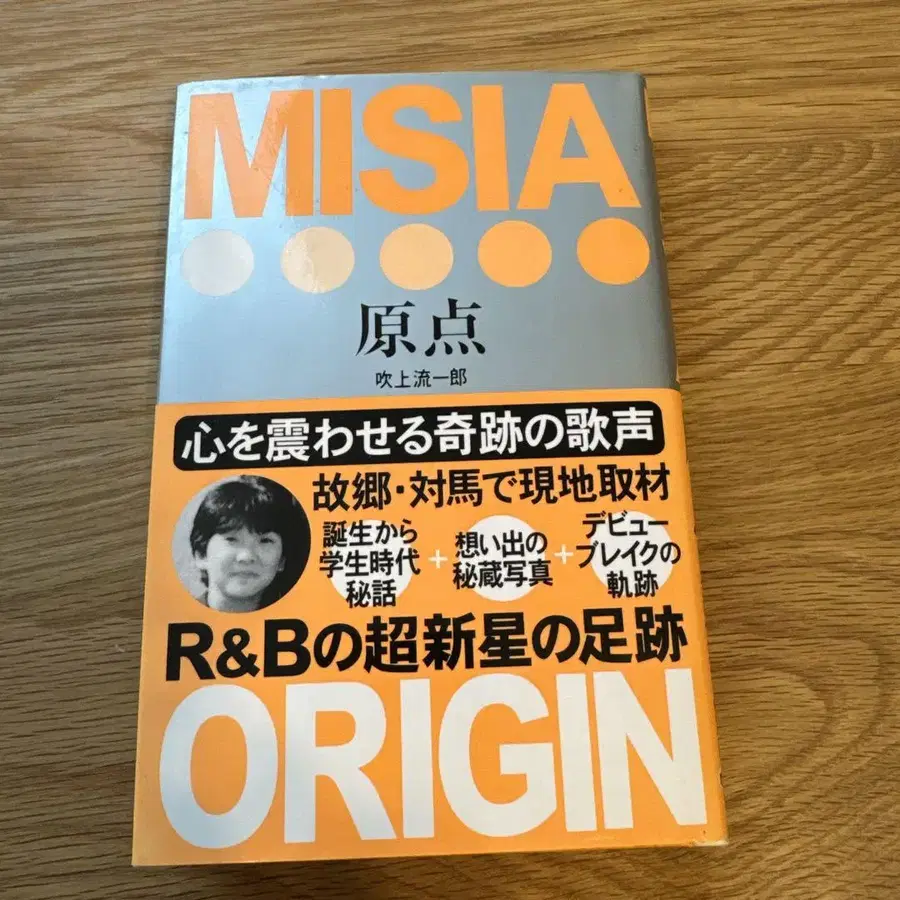 MISIA
原点
吹上流一郎
心を震わせる奇跡の歌声
故郷・対馬で現地取材
誕生から
学生時代
秘話
+
想い出の
秘蔵写真
+
デビュー
ブレイクの
軌跡
R&Bの超新星の足跡
ORIGIN